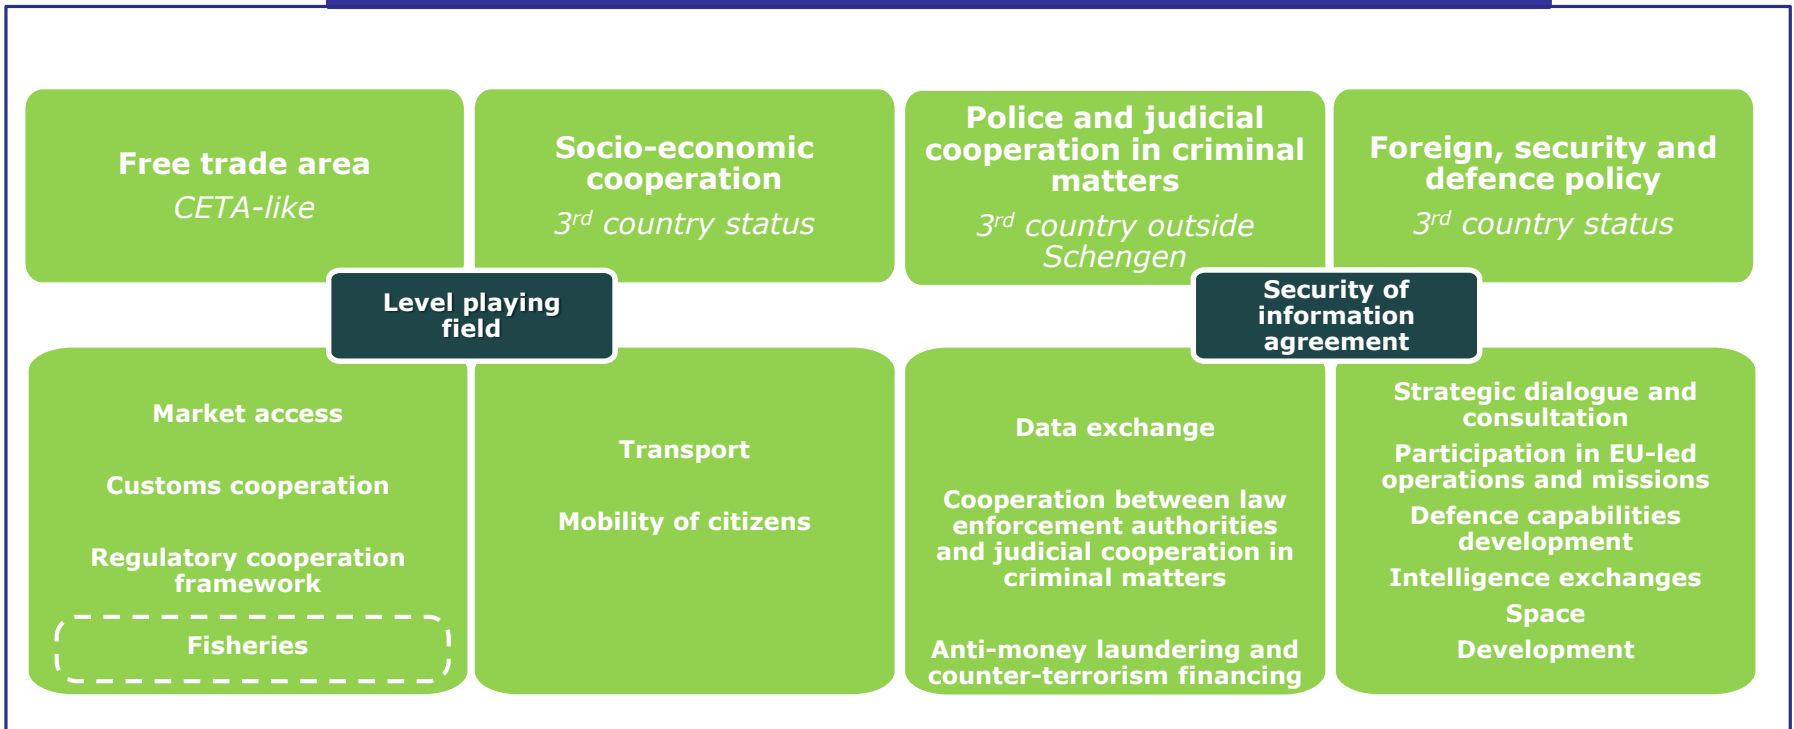 Free trade area
CETA-like
Socio-economic
cooperation
3rd country status
Police and judicial
cooperation in criminal
matters
3rd country outside
Schengen
Foreign, security and
defence policy
3rd country status
Level playing
field
Security of
information
agreement
Market access
Customs cooperation
Regulatory cooperation
framework
Fisheries
Transport
Mobility of citizens
Data exchange
Cooperation between law
enforcement authorities
and judicial cooperation in
criminal matters
Anti-money laundering and
counter-terrorism financing
Strategic dialogue and
consultation
Participation in EU-led
operations and missions
Defence capabilities
development
Intelligence exchanges
Space
Development